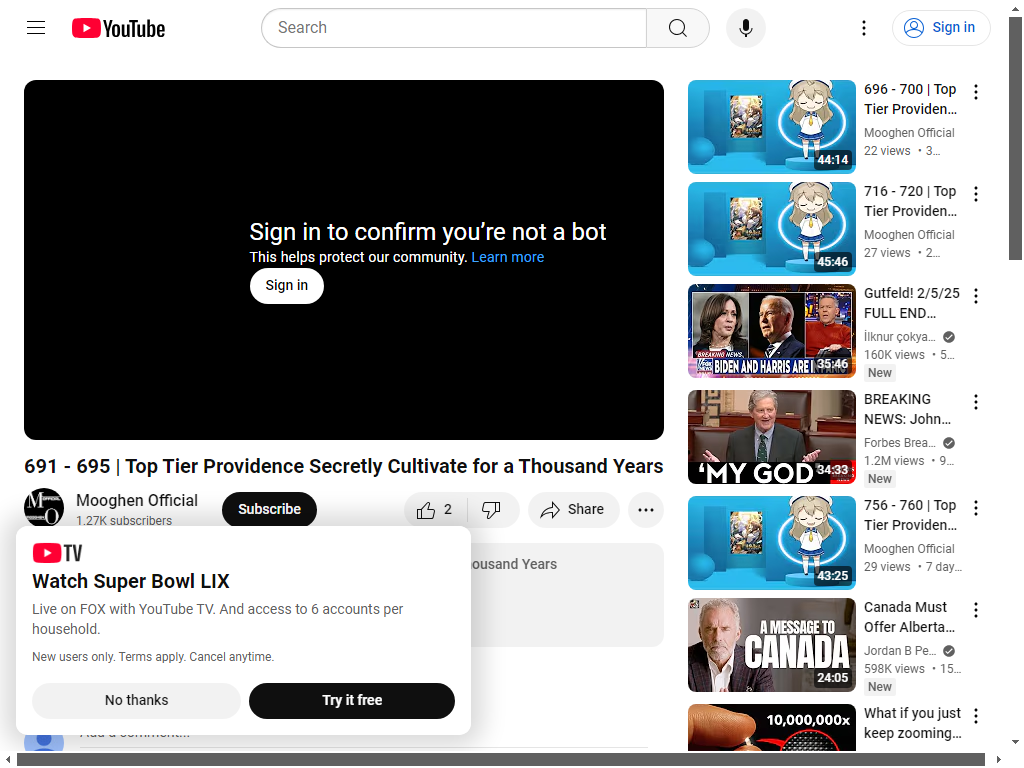 YouTube
Search
Sign in
Sign in to confirm you’re not a bot
This helps protect our community. Learn more
Sign in
691 - 695 | Top Tier Providence Secretly Cultivate for a Thousand Years
Mooghen Official
1.27K subscribers
Subscribe
2
Share
ousand Years
TV
Watch Super Bowl LIX
Live on FOX with YouTube TV. And access to 6 accounts per
household.
New users only. Terms apply. Cancel anytime.
No thanks
Try it free
Add a comment...
44:14
696 - 700 | Top
Tier Providen...
Mooghen Official
22 views • 3...
45:46
716 - 720 | Top
Tier Providen...
Mooghen Official
27 views • 2...
BREAKING NEWS
BIDEN AND HARRIS ARE I
35:46
Gutfeld! 2/5/25
FULL END...
İlknur çokya...
160K views • 5...
New
‘MY GOD
34:33
BREAKING
NEWS: John...
Forbes Brea...
1.2M views • 9...
New
43:25
756 - 760 | Top
Tier Providen...
Mooghen Official
29 views • 7 day...
A MESSAGE TO
CANADA
24:05
Canada Must
Offer Alberta...
Jordan B Pe...
598K views • 15...
New
10,000,000x
What if you just
keep zooming...